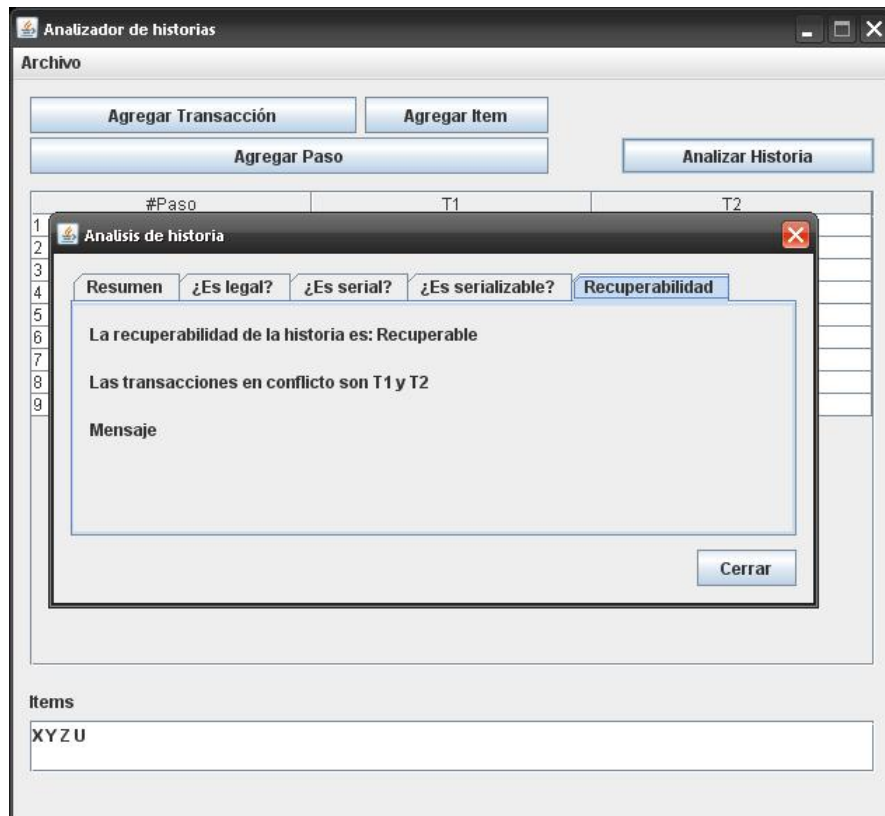 Analizador de historias
Archivo
Agregar Transacción Agregar Item
Agregar Paso Analizar Historia
#Paso T1 T2
1
Analisis de historia
2
3
Resumen ¿Es legal? ¿Es serial? ¿Es serializable? Recuperabilidad
4
5
La recuperabilidad de la historia es: Recuperable
6
7
Las transacciones en conflicto son T1 y T2
8
9
Mensaje
Cerrar
Items
X Y Z U